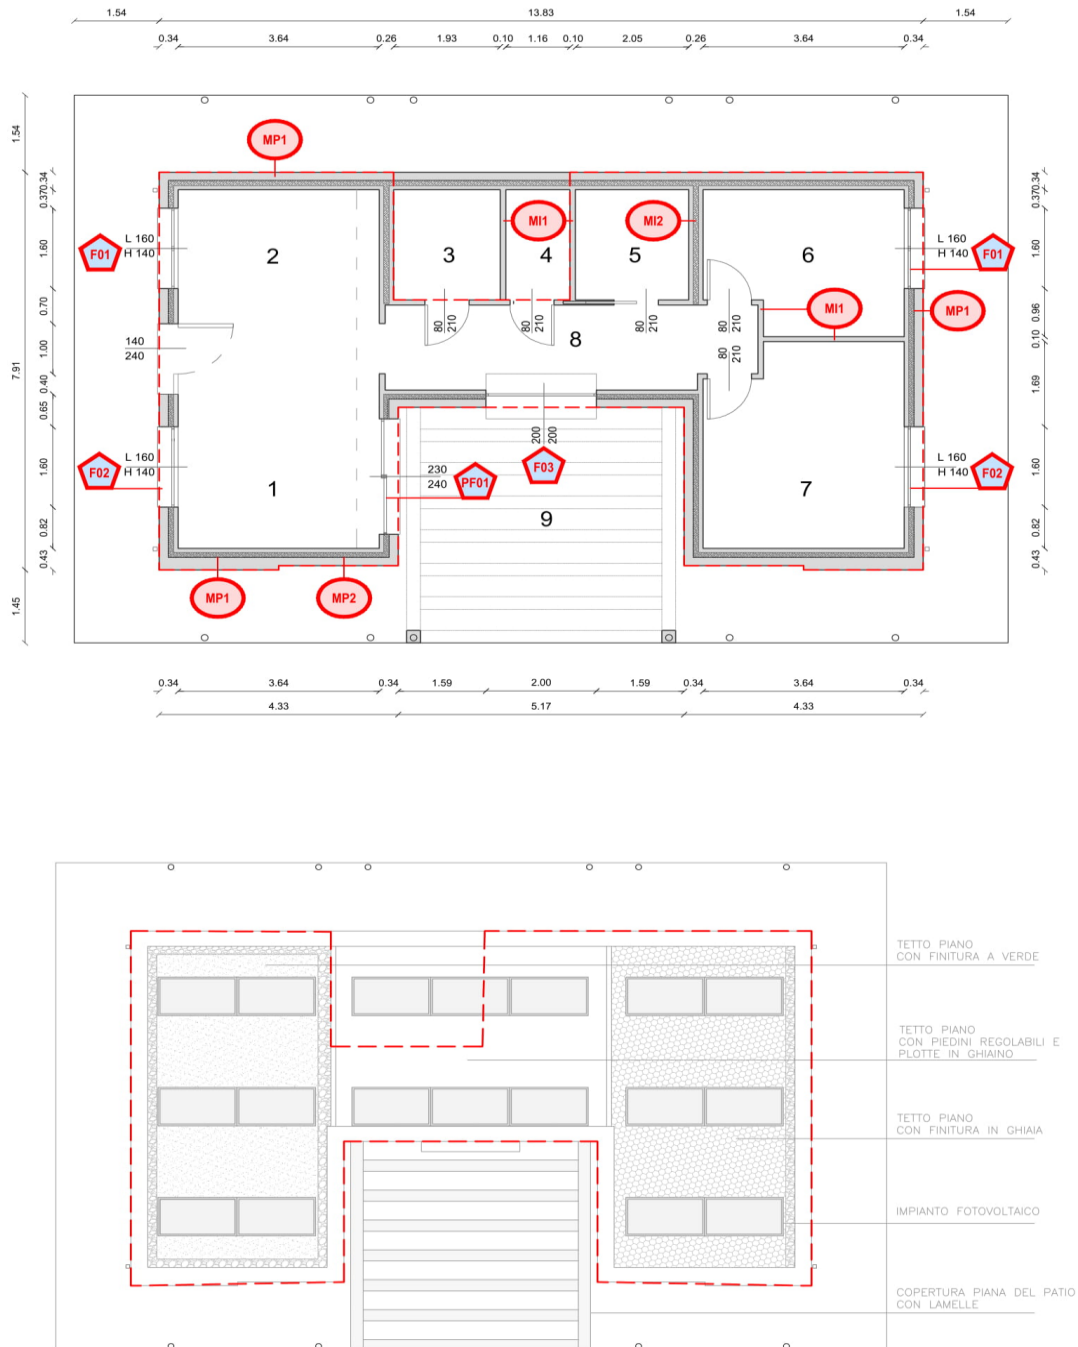 1.54 13.83 1.54
0.34 3.64 0.26 1.93 0.10 1.16 0.10 2.05 0.26 3.64 0.34
1.54
7.91
1.45
0.34
0.37
1.60
0.70
1.00
0.40
0.65
1.60
0.82
0.43
0.34
0.37
1.60
0.96
0.10
1.69
1.60
0.82
0.43
MP1
F01
L 160
H 140
2
3
MI1
4
MI2
5
6
L 160
H 140
F01
MI1
MP1
80
210
80
210
80
210
80
210
80
210
8
140
240
F02
L 160
H 140
1
230
240
PF01
200
200
F03
9
7
L 160
H 140
F02
MP1
MP2
0.34 3.64 0.34 1.59 2.00 1.59 0.34 3.64 0.34
4.33 5.17 4.33
TETTO PIANO
CON FINITURA A VERDE
TETTO PIANO
CON PIEDINI REGOLABILI E
PLOTTE IN GHIAINO
TETTO PIANO
CON FINITURA IN GHIAIA
IMPIANTO FOTOVOLTAICO
COPERTURA PIANA DEL PATIO
CON LAMELLE